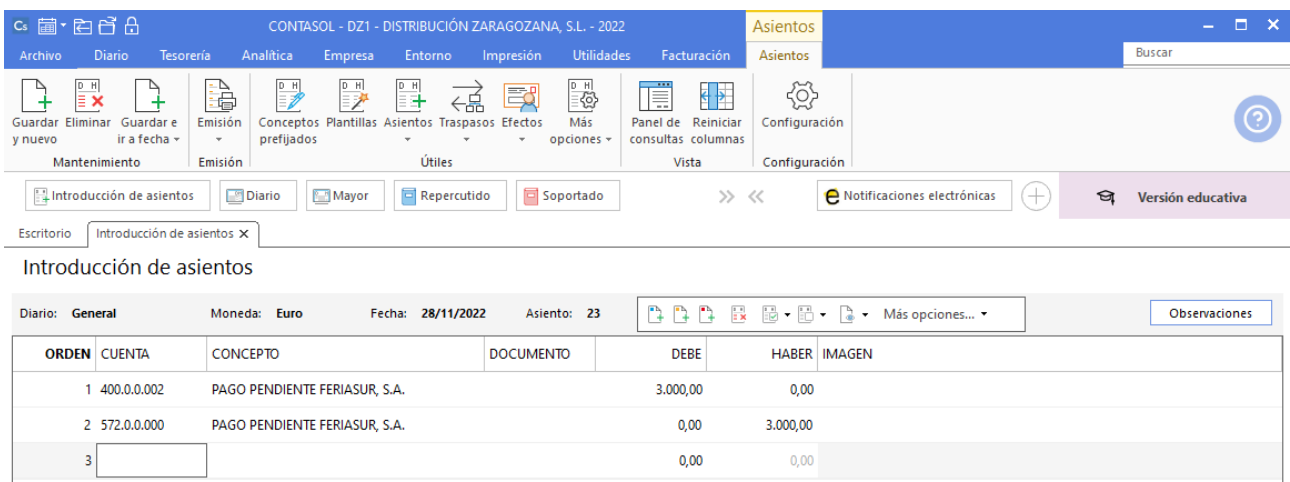 Cs CONTASOL - DZ1 - DISTRIBUCIÓN ZARAGOZANA, S.L. - 2022 Asientos
Archivo Diario Tesorería Analítica Empresa Entorno Impresión Utilidades Facturación Asientos Buscar
Guardar y nuevo
Eliminar
Guardar e ir a fecha
Emisión
Conceptos prefijados
Plantillas
Asientos
Traspasos
Efectos
Más opciones
Panel de consultas
Reiniciar columnas
Configuración
Mantenimiento Emisión Útiles Vista Configuración
Introducción de asientos Diario Mayor Repercutido Soportado Notificaciones electrónicas Versión educativa
Escritorio Introducción de asientos X
Introducción de asientos
Diario: General Moneda: Euro Fecha: 28/11/2022 Asiento: 23 Más opciones... Observaciones
ORDEN CUENTA CONCEPTO DOCUMENTO DEBE HABER IMAGEN
1 400.0.0.002 PAGO PENDIENTE FERIASUR, S.A. 3.000,00 0,00
2 572.0.0.000 PAGO PENDIENTE FERIASUR, S.A. 0,00 3.000,00
3 0,00 0,00